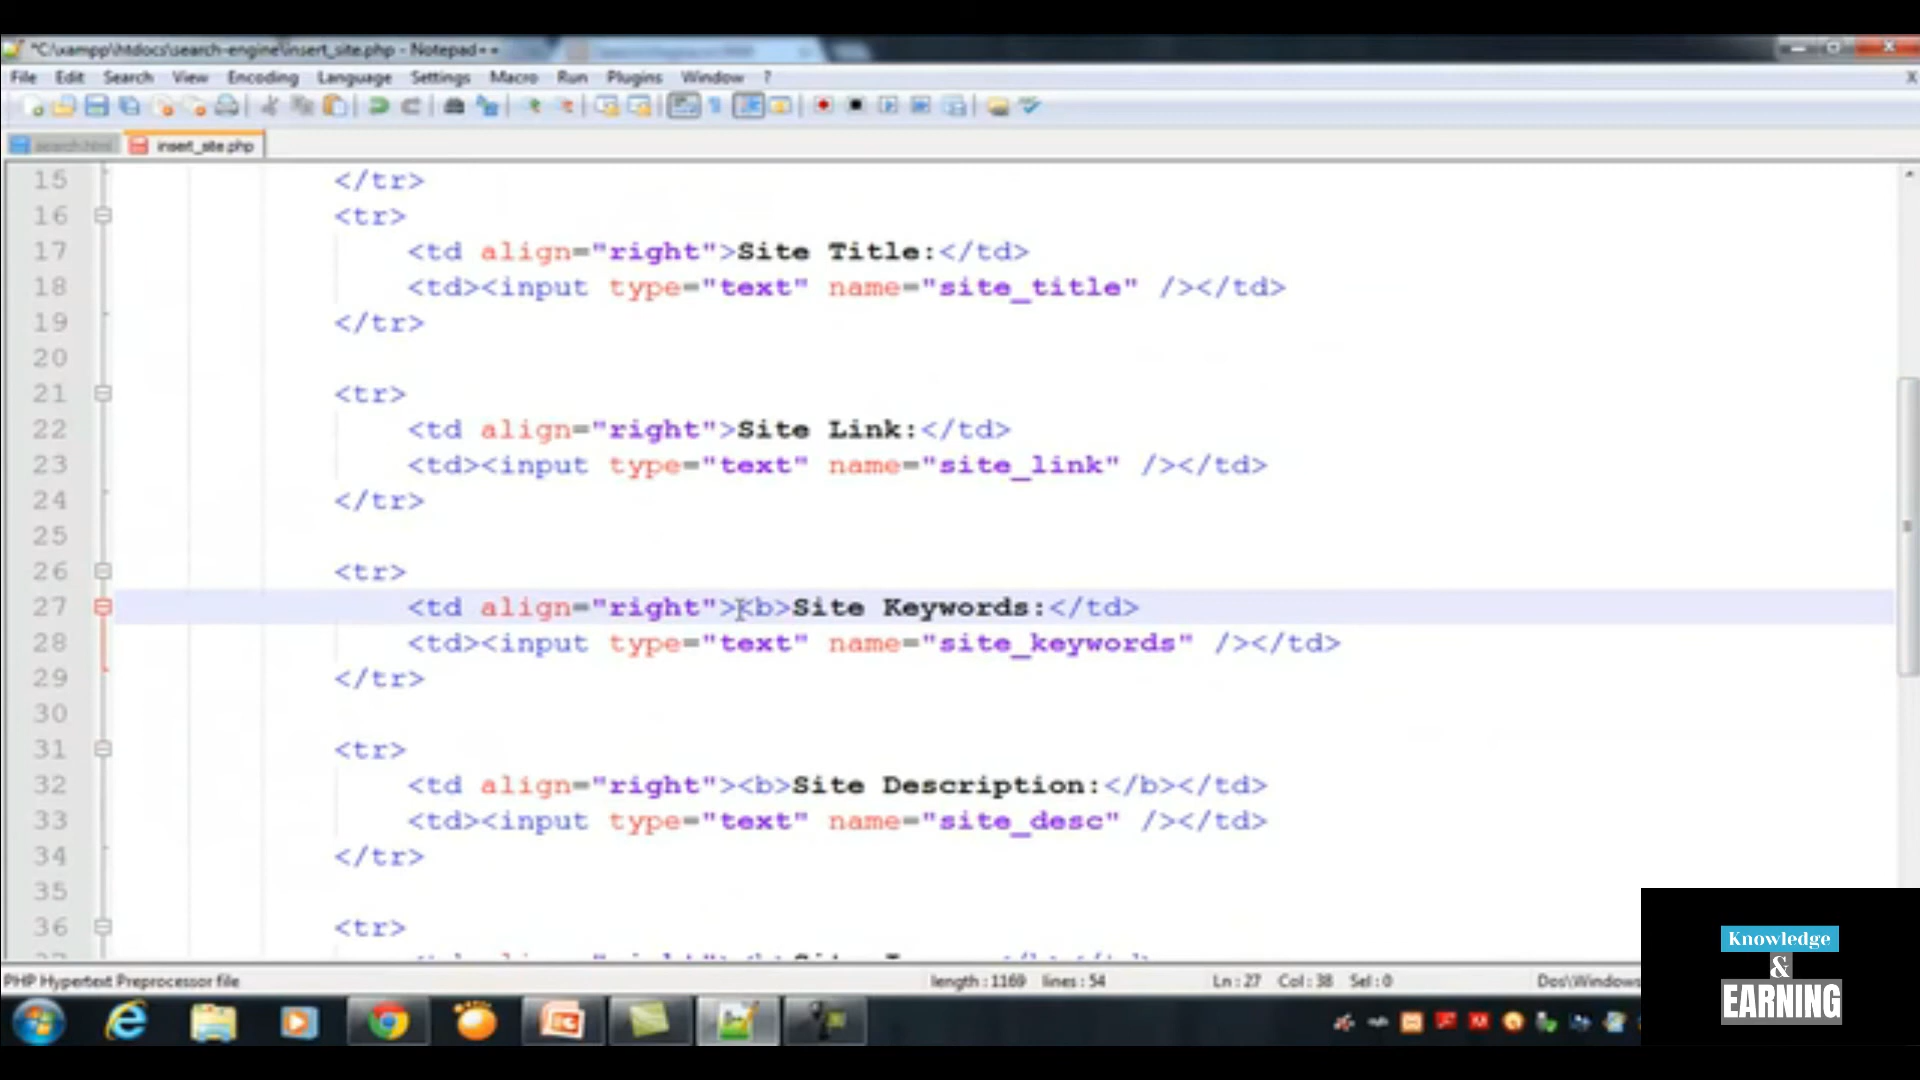 *C:\xampp\htdocs\search-engine\insert_site.php - Notepad++
File Edit Search View Encoding Language Settings Macro Run Plugins Window ? X
search.html insert_site.php
15 </tr>
16 <tr>
17 <td align="right">Site Title:</td>
18 <td><input type="text" name="site_title" /></td>
19 </tr>
20
21 <tr>
22 <td align="right">Site Link:</td>
23 <td><input type="text" name="site_link" /></td>
24 </tr>
25
26 <tr>
27 <td align="right"><b>Site Keywords:</td>
28 <td><input type="text" name="site_keywords" /></td>
29 </tr>
30
31 <tr>
32 <td align="right"><b>Site Description:</b></td>
33 <td><input type="text" name="site_desc" /></td>
34 </tr>
35
36 <tr>
PHP Hypertext Preprocessor file length : 1169 lines : 54 Ln : 27 Col : 38 Sel : 0 Dos\Windows
Knowledge
&
EARNING